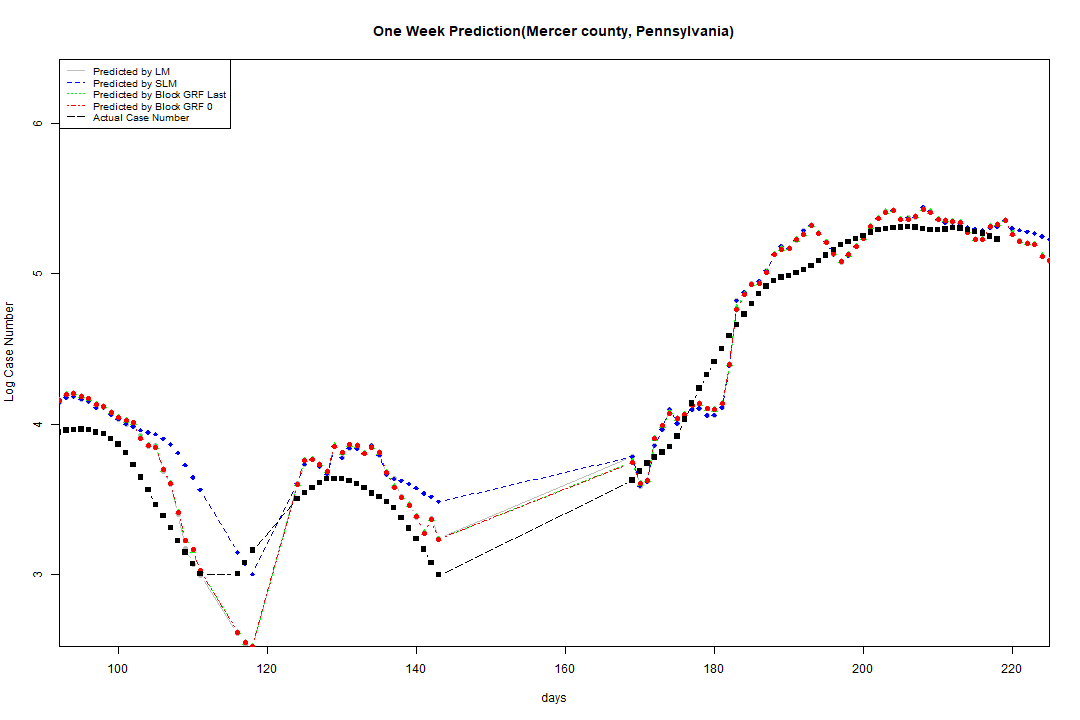 One Week Prediction(Mercer county, Pennsylvania)
Predicted by LM
Predicted by SLM
Predicted by Block GRF Last
Predicted by Block GRF 0
Actual Case Number
6
5
4
3
Log Case Number
100 120 140 160 180 200 220
days